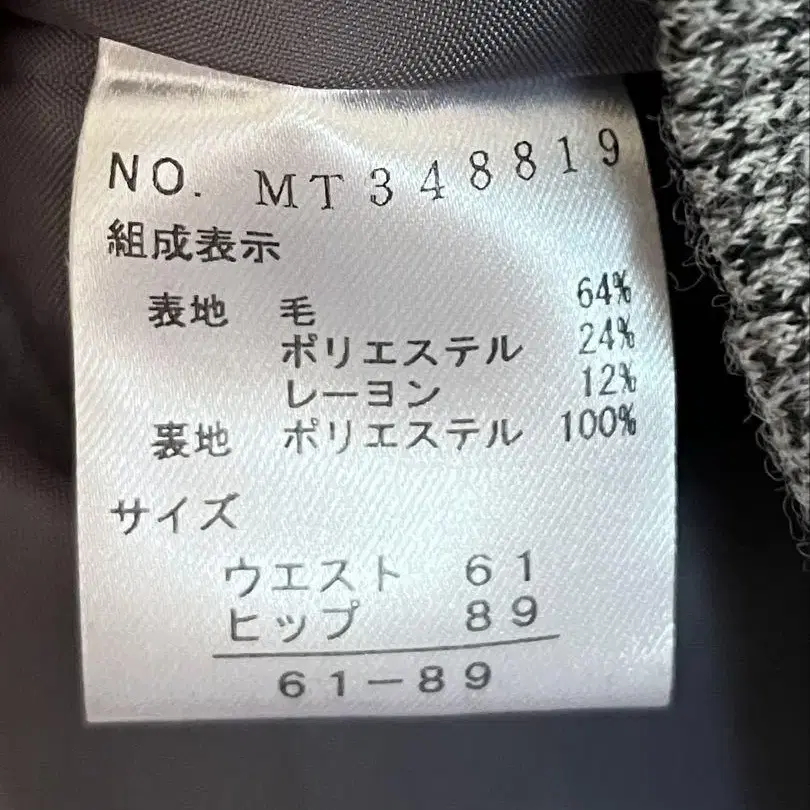 NO. MT348819
組成表示
表地 毛 64%
ポリエステル 24%
レーヨン 12%
裏地 ポリエステル 100%
サイズ
ウエスト 61
ヒップ 89
61-89